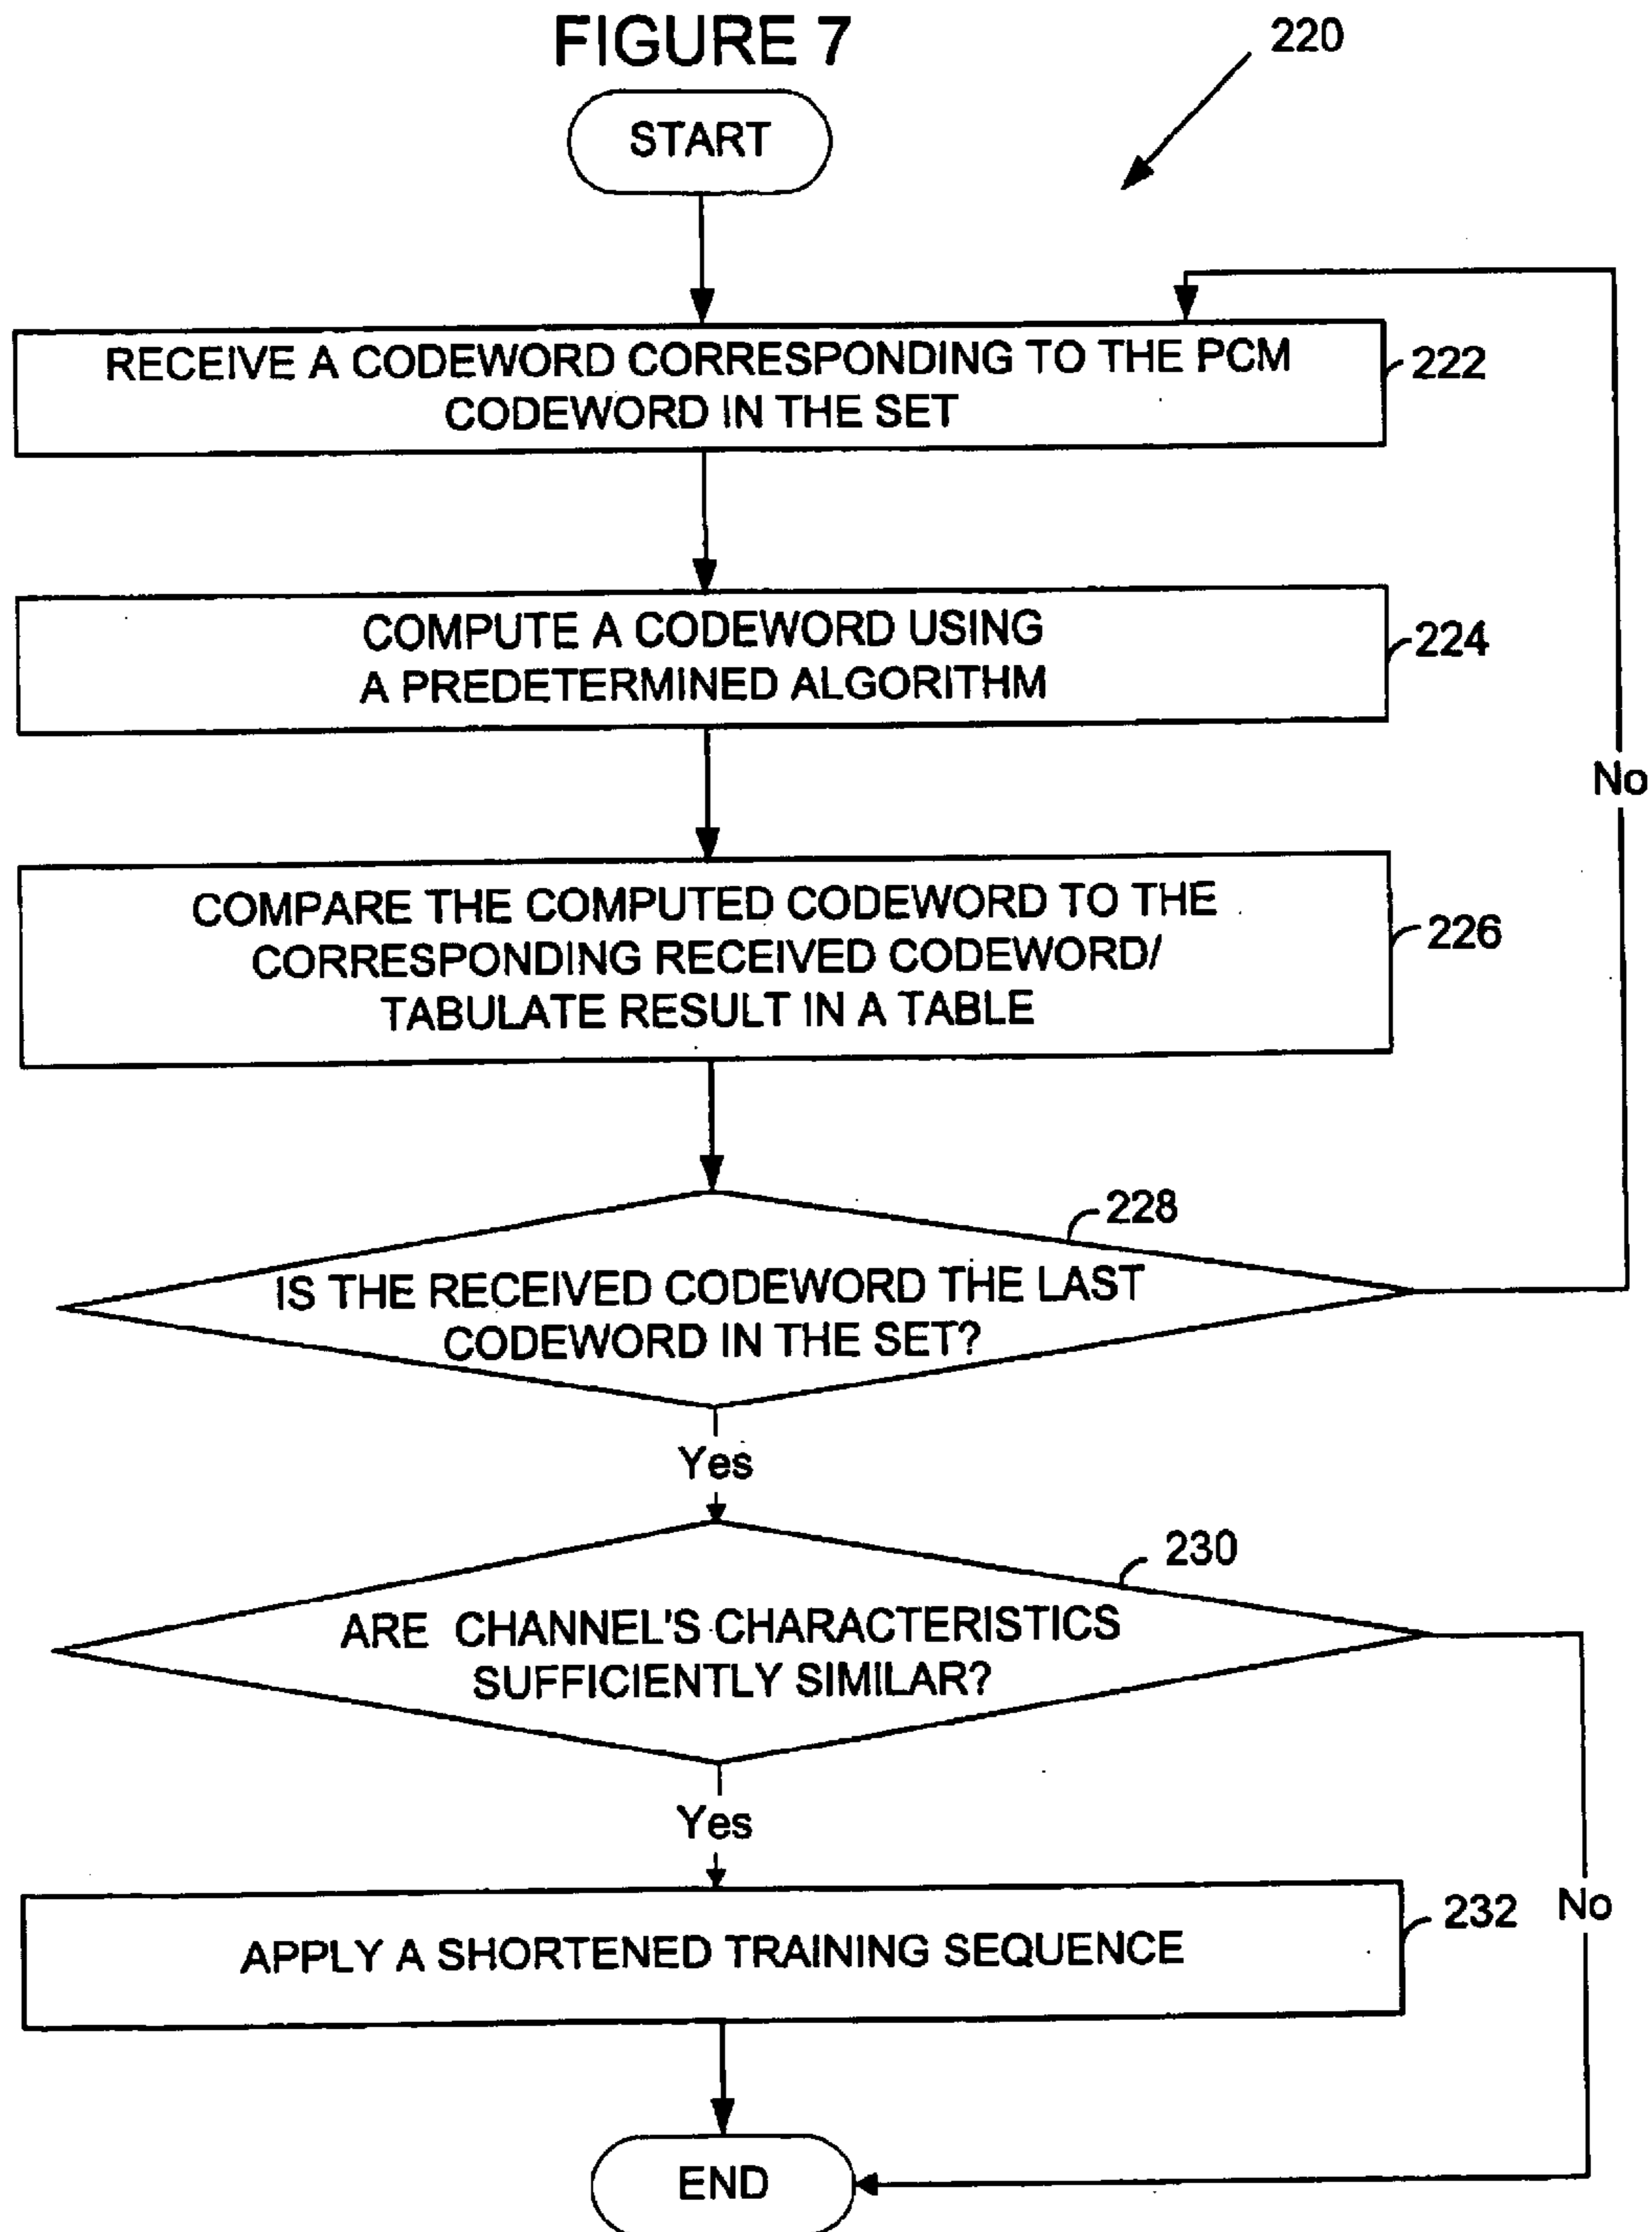 FIGURE 7
220
START
RECEIVE A CODEWORD CORRESPONDING TO THE PCM
CODEWORD IN THE SET
222
COMPUTE A CODEWORD USING
A PREDETERMINED ALGORITHM
224
No
COMPARE THE COMPUTED CODEWORD TO THE
CORRESPONDING RECEIVED CODEWORD/
TABULATE RESULT IN A TABLE
226
228
IS THE RECEIVED CODEWORD THE LAST
CODEWORD IN THE SET?
Yes
230
ARE CHANNEL'S CHARACTERISTICS
SUFFICIENTLY SIMILAR?
Yes
232
No
APPLY A SHORTENED TRAINING SEQUENCE
END